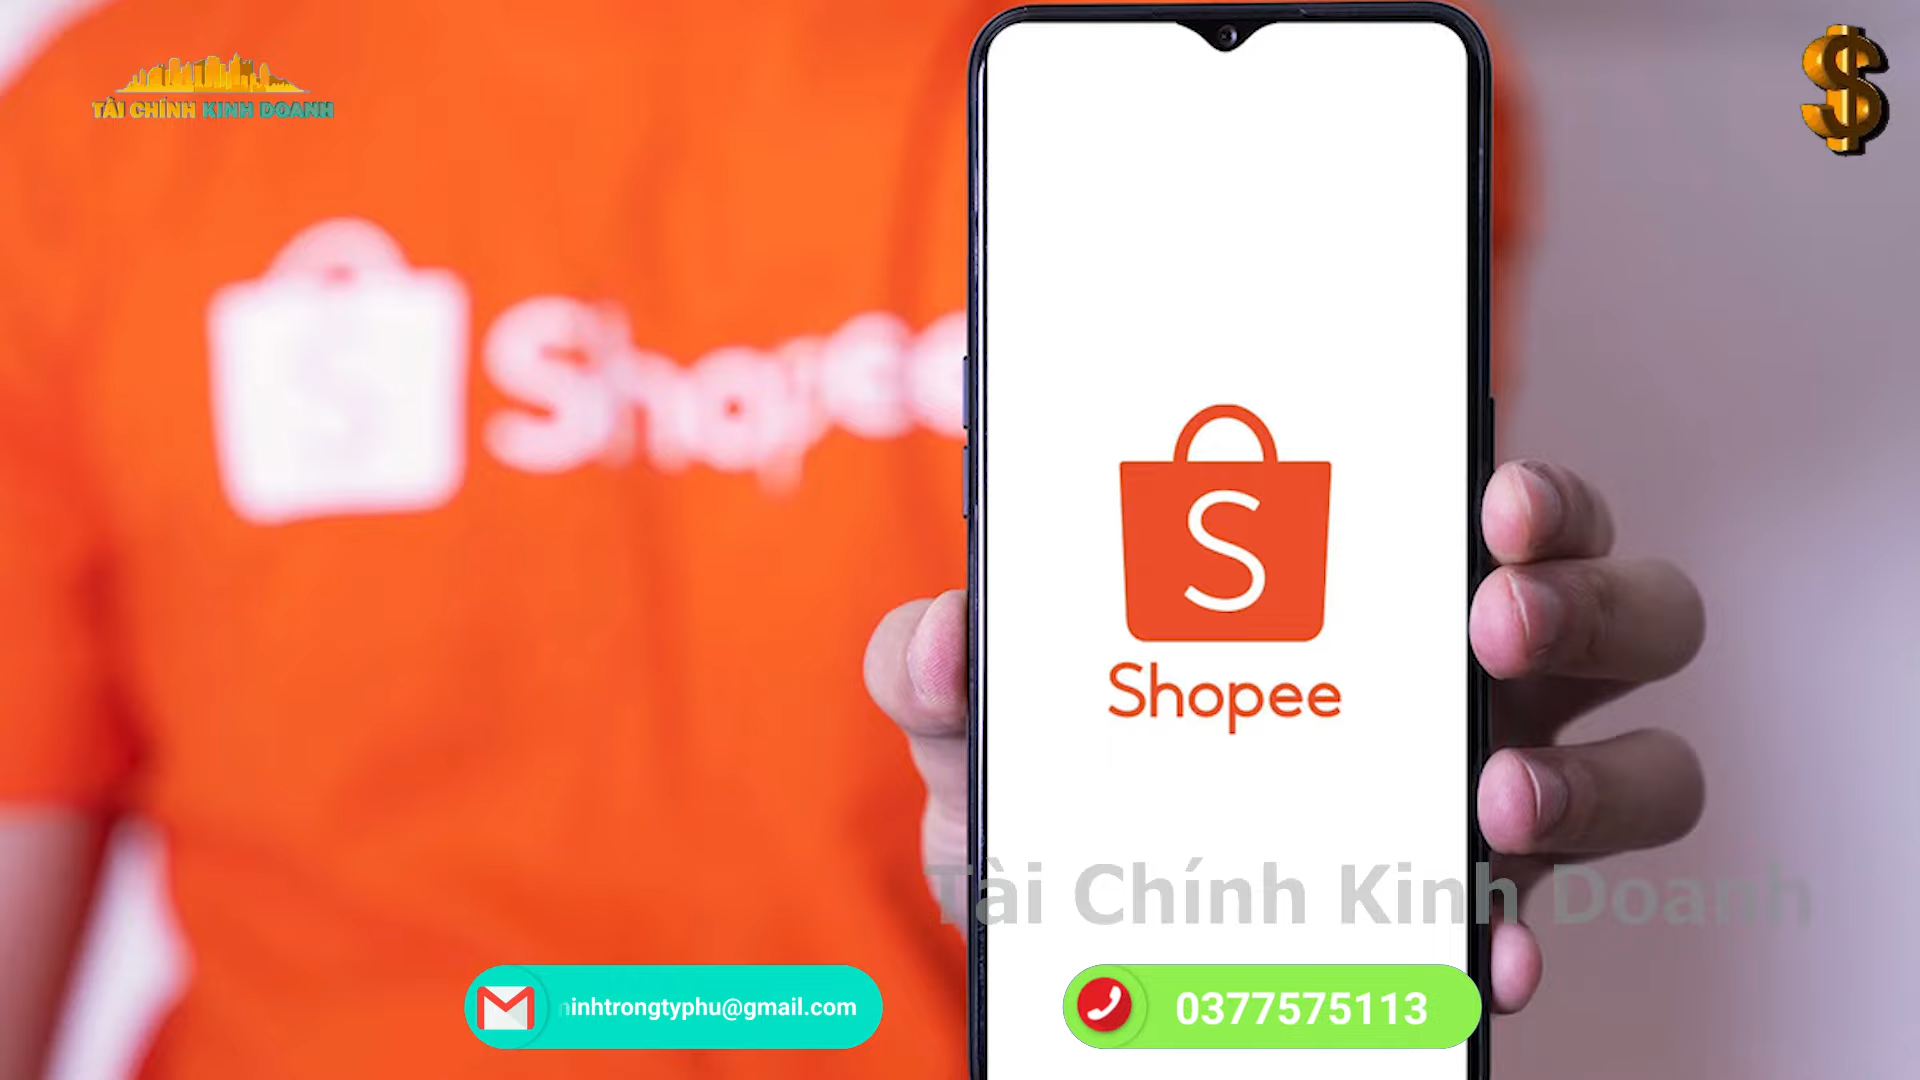 TÀI CHÍNH KINH DOANH
Shopee
S
Shopee
Tài Chính Kinh Doanh
inhtrongtyphu@gmail.com
0377575113